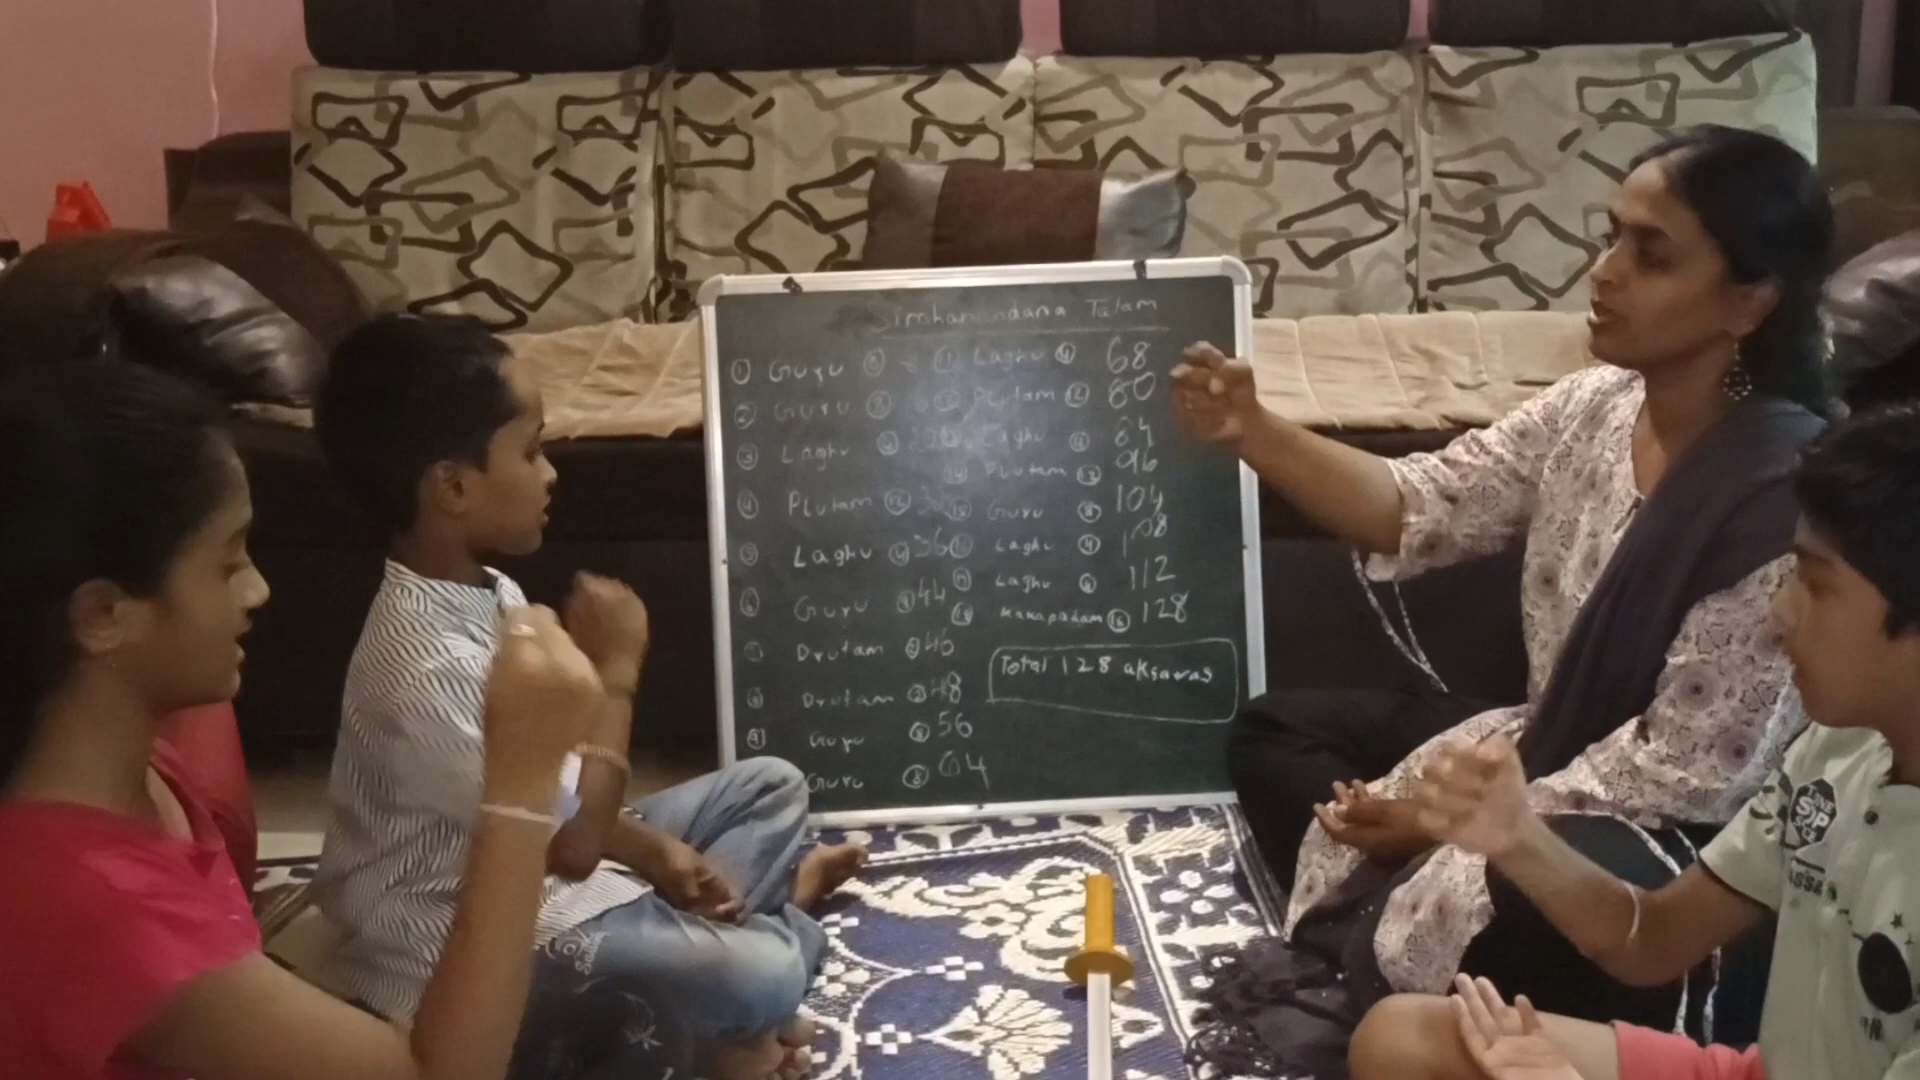 Simhanandana Talam
① Guru ⑧
② Guru ⑧
③ Laghu ④ 20
④ Plutam ⑫ 32
⑤ Laghu ④ 36
⑥ Guru ⑧ 44
⑦ Drutam ② 46
⑧ Drutam ② 48
⑨ Guru ⑧ 56
Guru ⑧ 64
⑪ Laghu ④ 68
⑫ Plutam ⑫ 80
⑬ Laghu ④ 84
⑭ Plutam ⑫ 96
⑮ Guru ⑧ 104
⑯ Laghu ④ 108
⑰ Laghu ④ 112
⑱ Kakapadam ⑯ 128
Total 128 aksaras